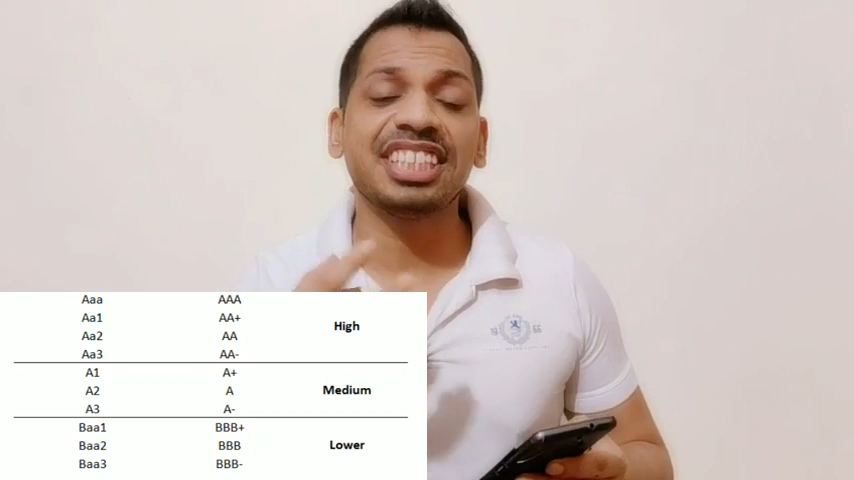 Aaa AAA
Aa1 AA+ High
Aa2 AA
Aa3 AA-
A1 A+
A2 A Medium
A3 A-
Baa1 BBB+
Baa2 BBB Lower
Baa3 BBB-
66